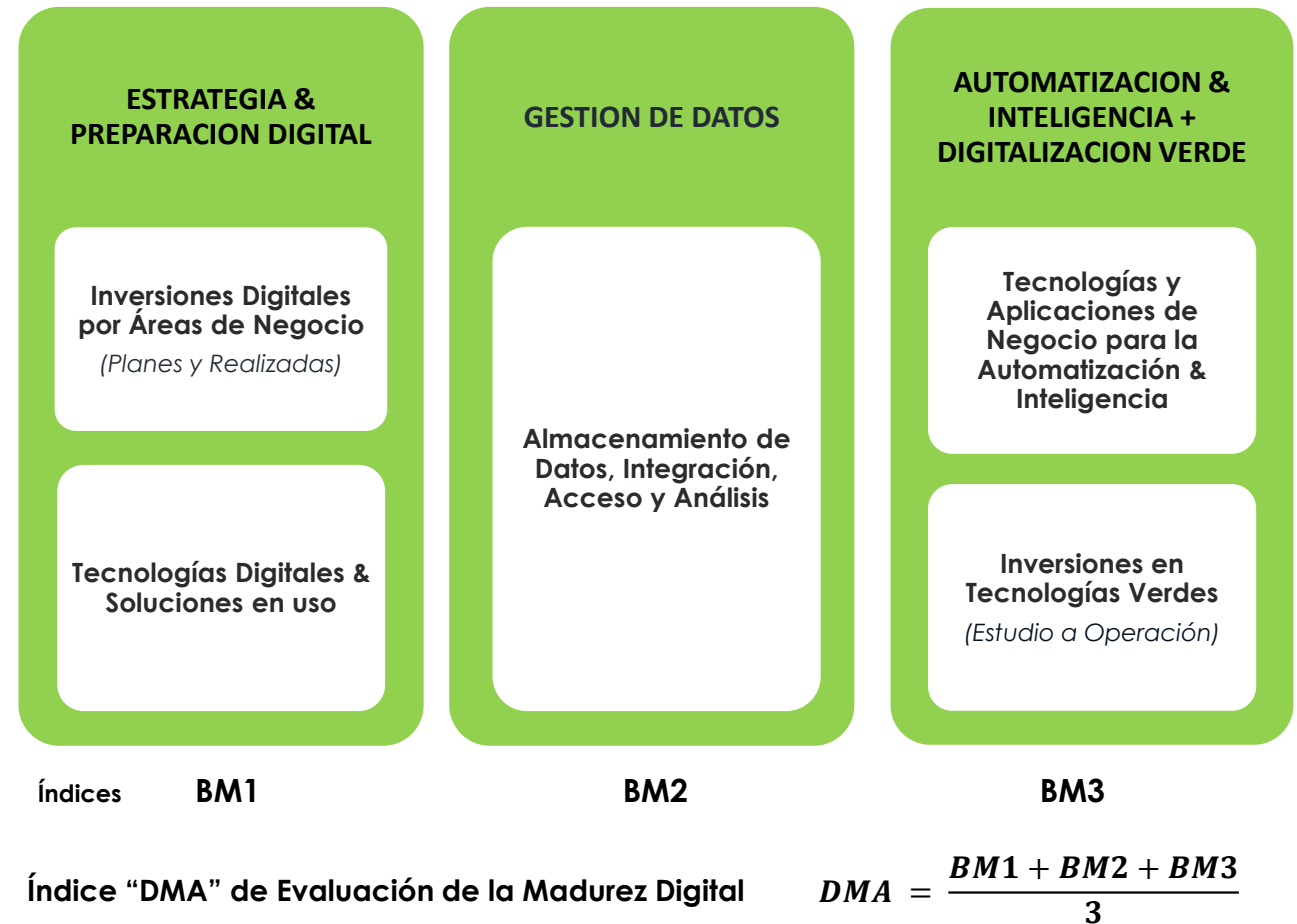 ESTRATEGIA &
PREPARACION DIGITAL
Inversiones Digitales
por Áreas de Negocio
(Planes y Realizadas)
Tecnologías Digitales &
Soluciones en uso
GESTION DE DATOS
Almacenamiento de
Datos, Integración,
Acceso y Análisis
AUTOMATIZACION &
INTELIGENCIA +
DIGITALIZACION VERDE
Tecnologías y
Aplicaciones de
Negocio para la
Automatización &
Inteligencia
Inversiones en
Tecnologías Verdes
(Estudio a Operación)
Índices BM1 BM2 BM3
Índice “DMA” de Evaluación de la Madurez Digital DMA = BM1 + BM2 + BM3
3